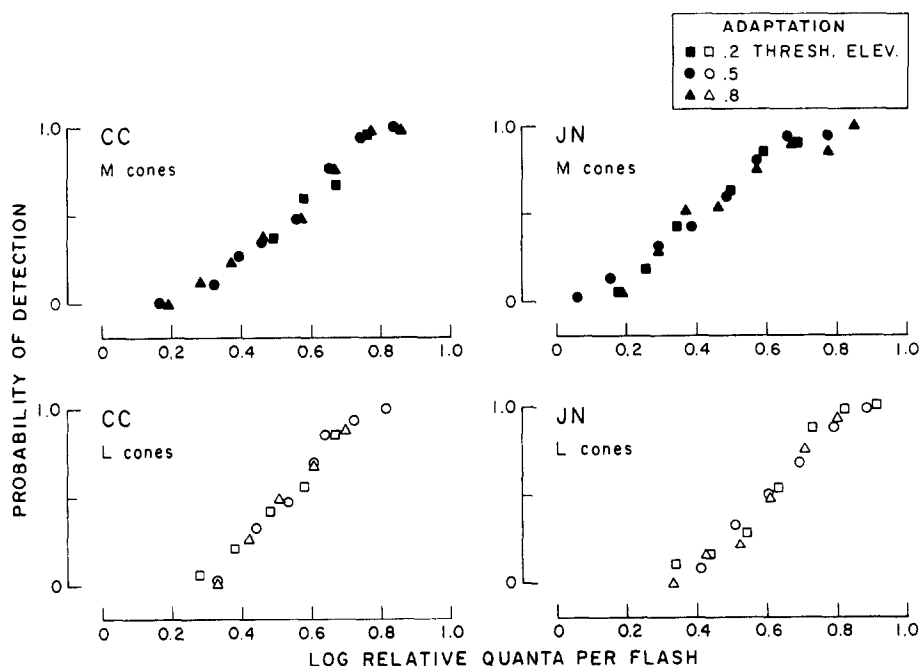 ADAPTATION
.2 THRESH. ELEV.
.5
.8
PROBABILITY OF DETECTION
CC
M cones
1.0
0
0 0.2 0.4 0.6 0.8 1.0
JN
M cones
1.0
0
0 0.2 0.4 0.6 0.8 1.0
CC
L cones
1.0
0
0 0.2 0.4 0.6 0.8 1.0
JN
L cones
1.0
0
0 0.2 0.4 0.6 0.8 1.0
LOG RELATIVE QUANTA PER FLASH